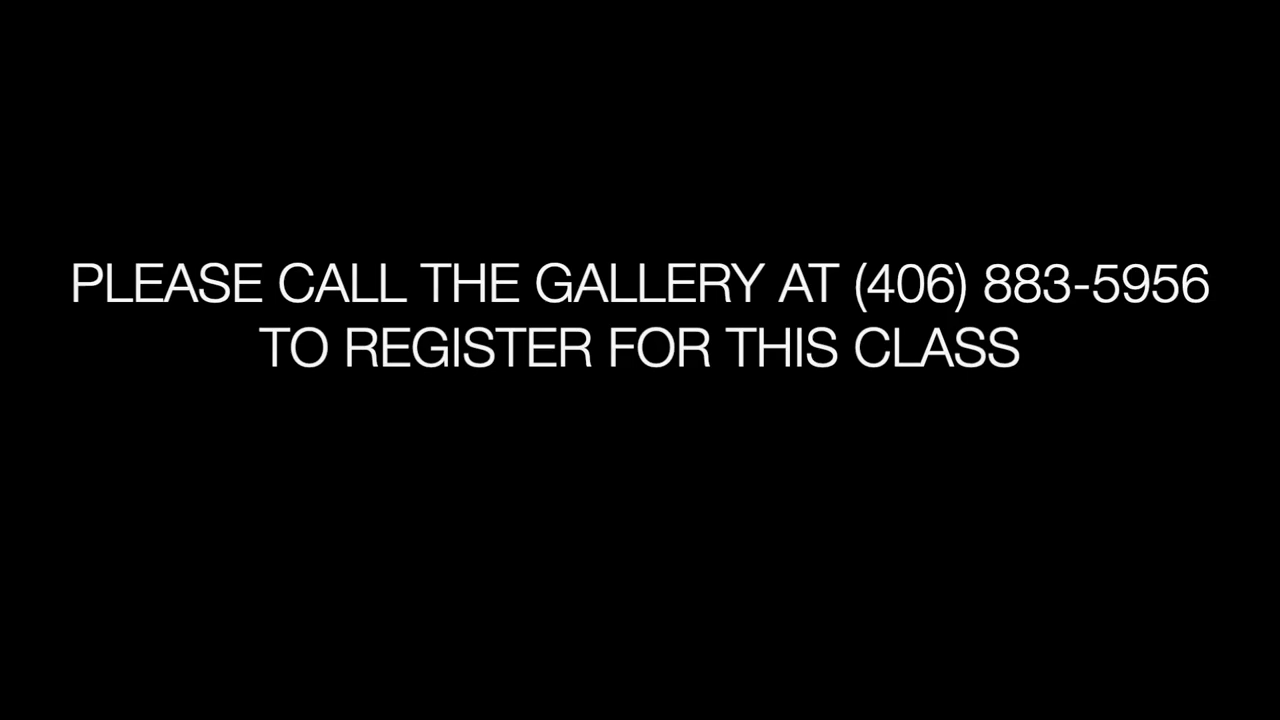 PLEASE CALL THE GALLERY AT (406) 883-5956
TO REGISTER FOR THIS CLASS